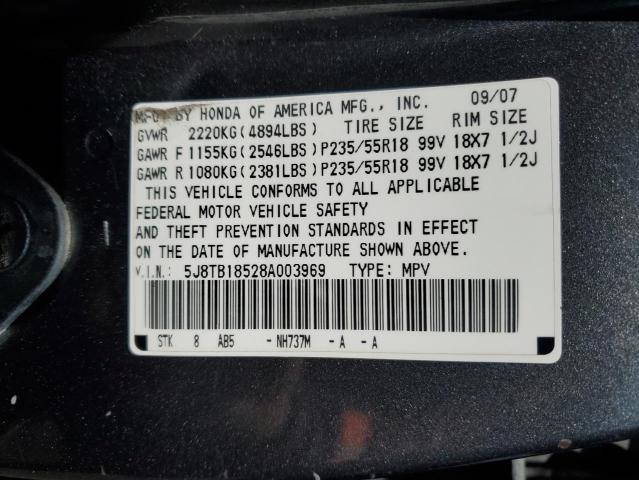 MFD. BY HONDA OF AMERICA MFG., INC. 09/07
GVWR 2220KG(4894LBS) TIRE SIZE RIM SIZE
GAWR F 1155KG(2546LBS) P235/55R18 99V 18X7 1/2J
GAWR R 1080KG(2381LBS) P235/55R18 99V 18X7 1/2J
THIS VEHICLE CONFORMS TO ALL APPLICABLE
FEDERAL MOTOR VEHICLE SAFETY
AND THEFT PREVENTION STANDARDS IN EFFECT
ON THE DATE OF MANUFACTURE SHOWN ABOVE.
V.I.N.: 5J8TB18528A003969 TYPE: MPV
STK 8 AB5 -NH737M -A -A